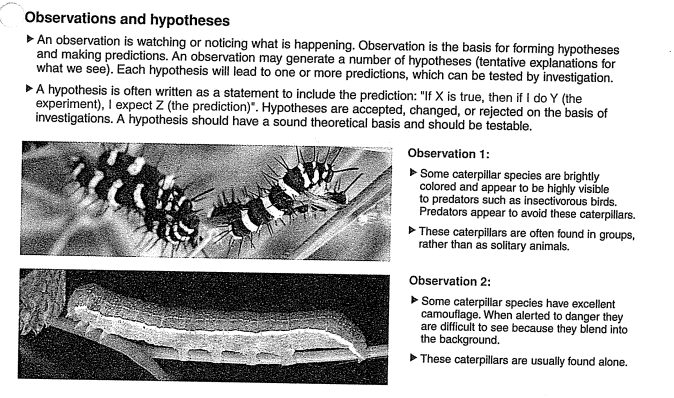 Observations and hypotheses
▶ An observation is watching or noticing what is happening. Observation is the basis for forming hypotheses
and making predictions. An observation may generate a number of hypotheses (tentative explanations for
what we see). Each hypothesis will lead to one or more predictions, which can be tested by investigation.
▶ A hypothesis is often written as a statement to include the prediction: "If X is true, then if I do Y (the
experiment), I expect Z (the prediction)". Hypotheses are accepted, changed, or rejected on the basis of
investigations. A hypothesis should have a sound theoretical basis and should be testable.
Observation 1:
▶ Some caterpillar species are brightly
colored and appear to be highly visible
to predators such as insectivorous birds.
Predators appear to avoid these caterpillars.
▶ These caterpillars are often found in groups,
rather than as solitary animals.
Observation 2:
▶ Some caterpillar species have excellent
camouflage. When alerted to danger they
are difficult to see because they blend into
the background.
▶ These caterpillars are usually found alone.